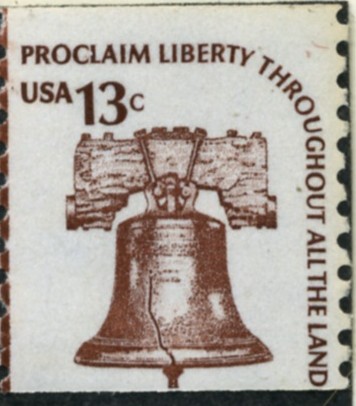 PROCLAIM LIBERTY THROUGHOUT ALL THE LAND
USA 13c